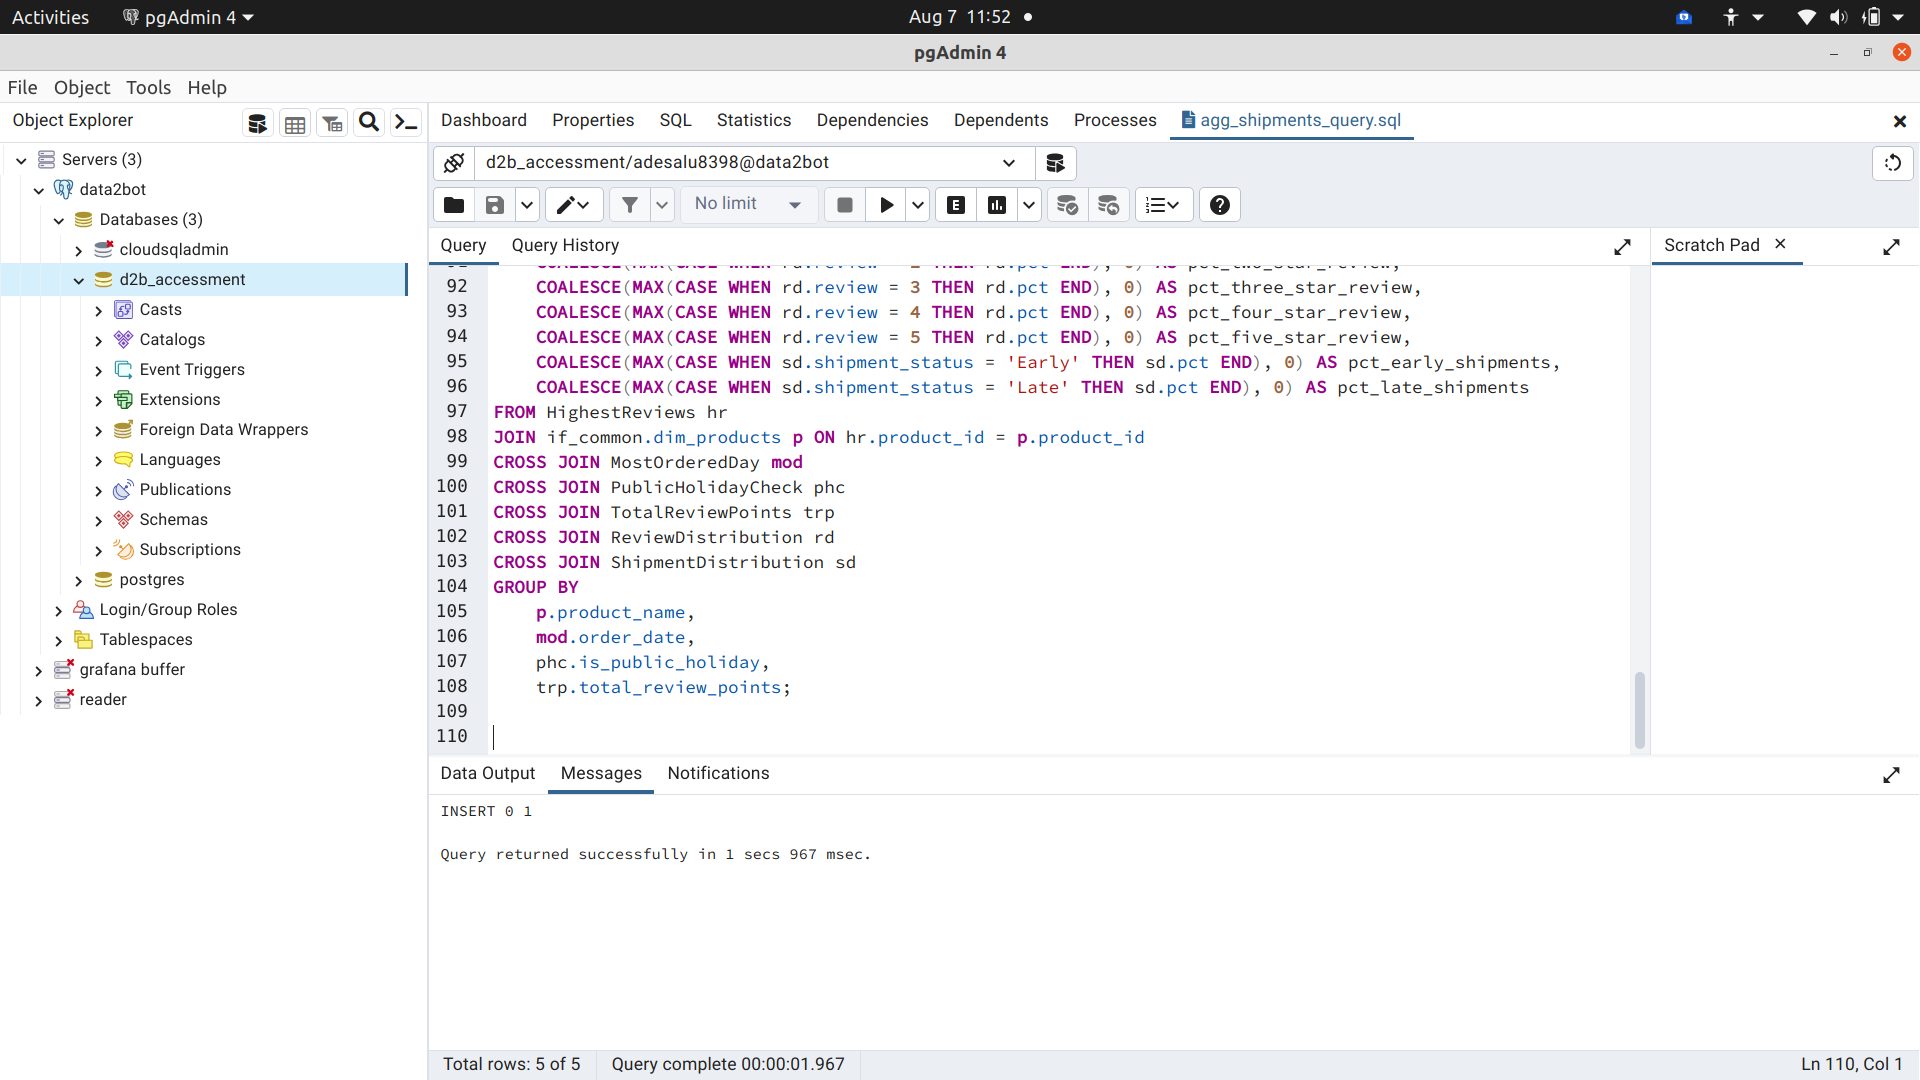 Activities
pgAdmin 4
Aug 7 11:52
pgAdmin 4
File Object Tools Help
Object Explorer
Servers (3)
data2bot
Databases (3)
cloudsqladmin
d2b_accessment
Casts
Catalogs
Event Triggers
Extensions
Foreign Data Wrappers
Languages
Publications
Schemas
Subscriptions
postgres
Login/Group Roles
Tablespaces
grafana buffer
reader
Dashboard Properties SQL Statistics Dependencies Dependents Processes agg_shipments_query.sql
d2b_accessment/adesalu8398@data2bot
No limit
E
Query Query History
Scratch Pad
91 COALESCE(MAX(CASE WHEN rd.review = 2 THEN rd.pct END), 0) AS pct_two_star_review,
92 COALESCE(MAX(CASE WHEN rd.review = 3 THEN rd.pct END), 0) AS pct_three_star_review,
93 COALESCE(MAX(CASE WHEN rd.review = 4 THEN rd.pct END), 0) AS pct_four_star_review,
94 COALESCE(MAX(CASE WHEN rd.review = 5 THEN rd.pct END), 0) AS pct_five_star_review,
95 COALESCE(MAX(CASE WHEN sd.shipment_status = 'Early' THEN sd.pct END), 0) AS pct_early_shipments,
96 COALESCE(MAX(CASE WHEN sd.shipment_status = 'Late' THEN sd.pct END), 0) AS pct_late_shipments
97 FROM HighestReviews hr
98 JOIN if_common.dim_products p ON hr.product_id = p.product_id
99 CROSS JOIN MostOrderedDay mod
100 CROSS JOIN PublicHolidayCheck phc
101 CROSS JOIN TotalReviewPoints trp
102 CROSS JOIN ReviewDistribution rd
103 CROSS JOIN ShipmentDistribution sd
104 GROUP BY
105 p.product_name,
106 mod.order_date,
107 phc.is_public_holiday,
108 trp.total_review_points;
109
110
Data Output Messages Notifications
INSERT 0 1
Query returned successfully in 1 secs 967 msec.
Total rows: 5 of 5
Query complete 00:00:01.967
Ln 110, Col 1